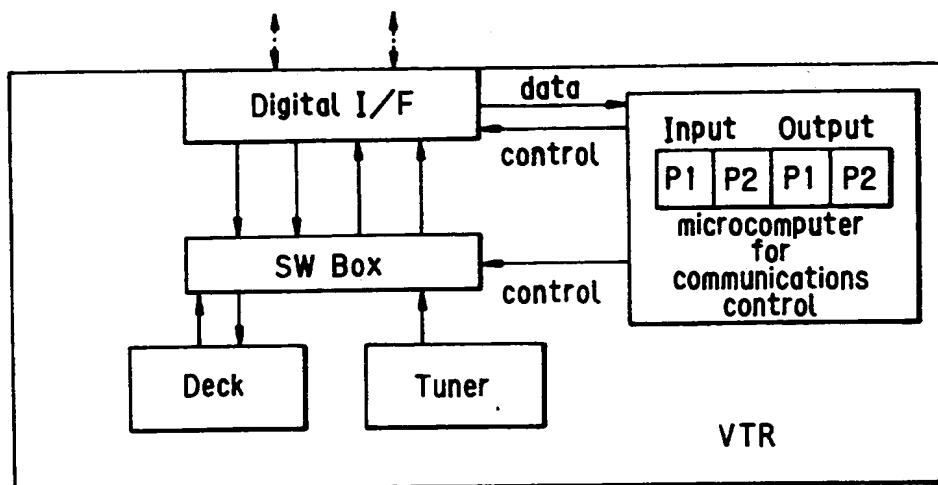 Digital I/F
data
control
Input Output
P1 P2 P1 P2
microcomputer
for
communications
control
SW Box
control
Deck
Tuner
VTR